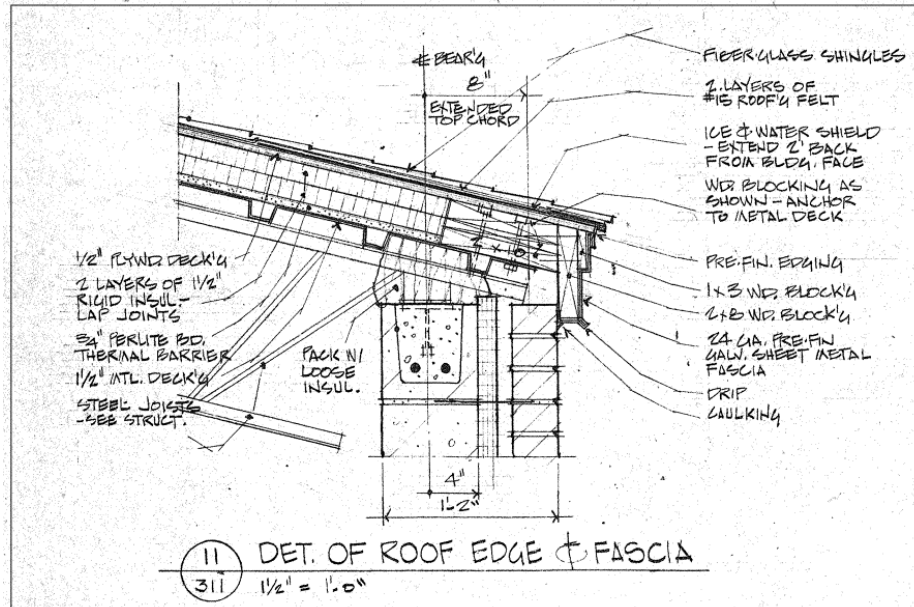 ℄ BEAR'G
8"
EXTENDED
TOP CHORD
FIBERGLASS SHINGLES
2 LAYERS OF
#15 ROOF'G FELT
ICE & WATER SHIELD
- EXTEND 2' BACK
FROM BLDG. FACE
WD. BLOCKING AS
SHOWN - ANCHOR
TO METAL DECK
PRE-FIN. EDGING
1x3 WD. BLOCK'G
2x8 WD. BLOCK'G
24 GA. PRE-FIN
GALV. SHEET METAL
FASCIA
DRIP
CAULKING
1/2" PLYWD. DECK'G
2 LAYERS OF 1 1/2"
RIGID INSUL. -
LAP JOINTS
3/4" PERLITE BD.
THERMAL BARRIER
1 1/2" MTL. DECK'G
STEEL JOISTS
- SEE STRUCT.
PACK W/
LOOSE
INSUL.
4"
1'-2"
11
311
DET. OF ROOF EDGE & FASCIA
1 1/2" = 1'-0"